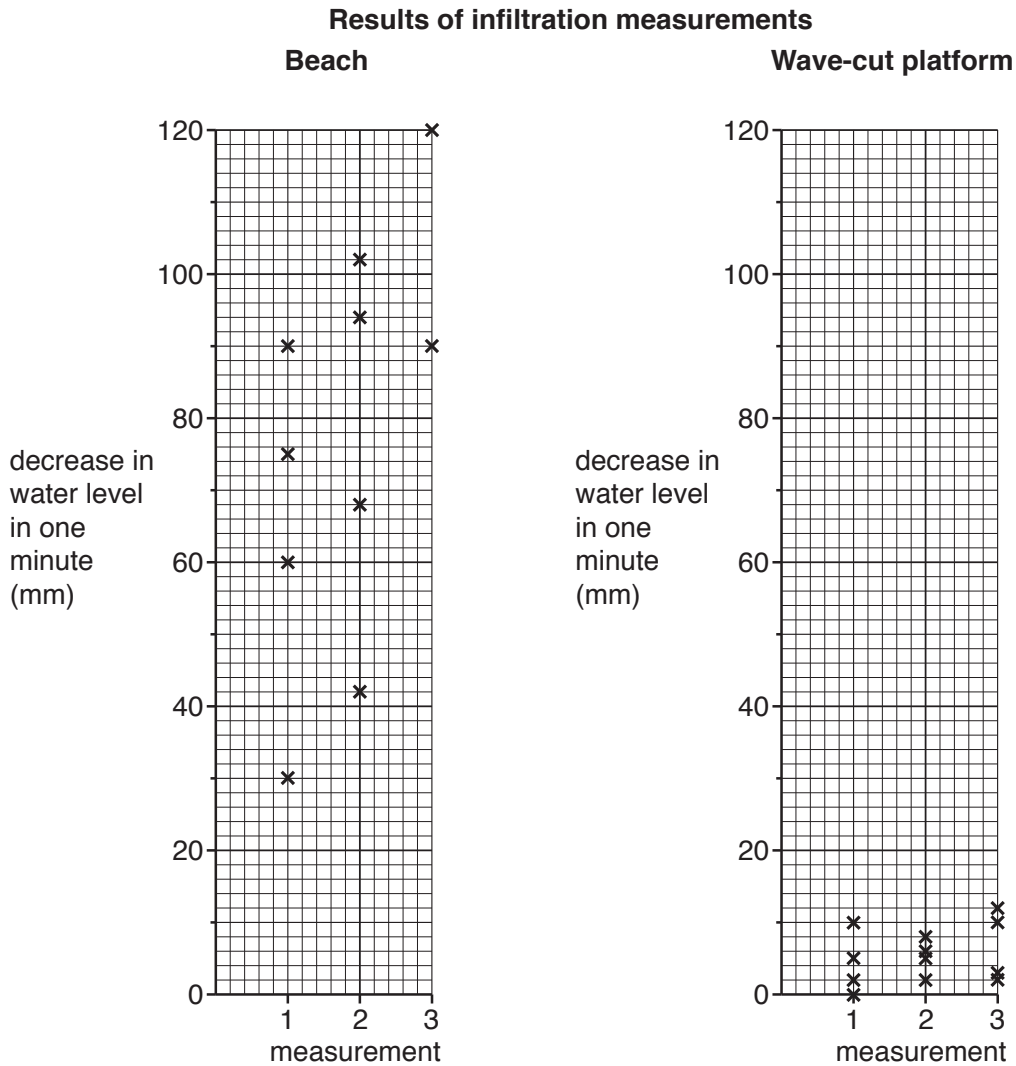 Results of infiltration measurements
Beach
120
100
80
60
40
20
0
decrease in
water level
in one
minute
(mm)
1 2 3
measurement
Wave-cut platform
120
100
80
60
40
20
0
decrease in
water level
in one
minute
(mm)
1 2 3
measurement